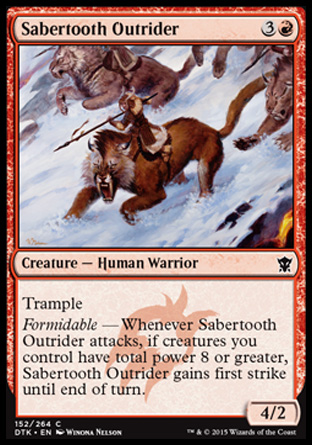 Sabertooth Outrider 3
Creature — Human Warrior
Trample
Formidable — Whenever Sabertooth
Outrider attacks, if creatures you
control have total power 8 or greater,
Sabertooth Outrider gains first strike
until end of turn.
4/2
152/264 C
DTK • EN Winona Nelson
™ & © 2015 Wizards of the Coast